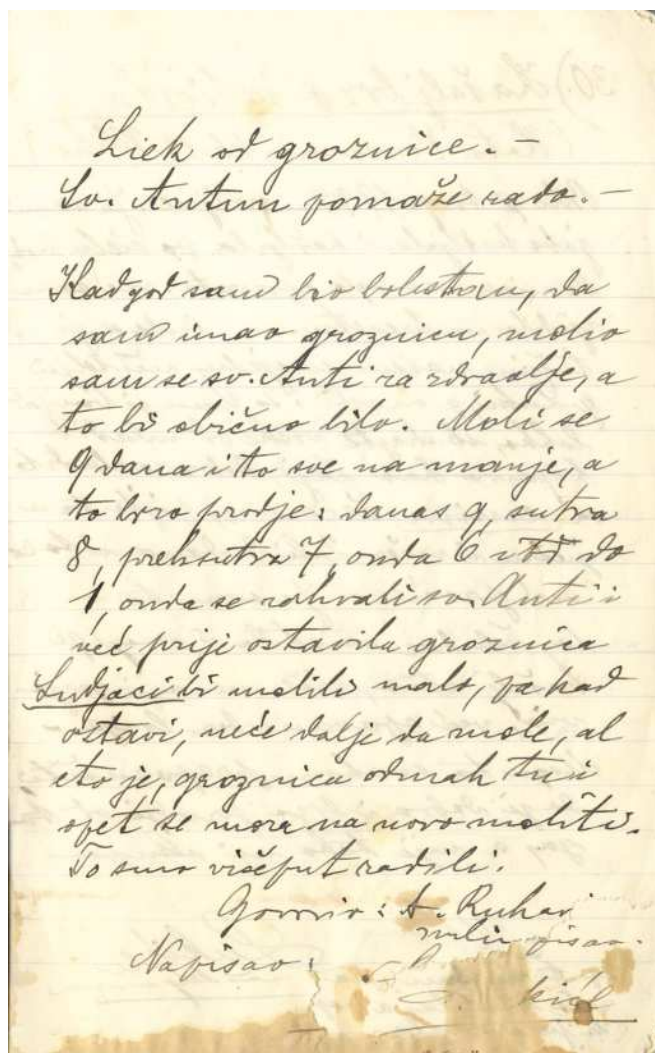 Liek od groznice. —
Sv. Antun pomaže rado. —
Kadgod sam bio bolestan, da
sam imao groznicu, molio
sam se sv. Anti za zdravlje, a
to bi obično bilo. Moli se
9 dana i to sve na manje, a
to brzo prodje: danas 9, sutra
8, preksutra 7, onda 6 itd do
1, onda se zahvali sv. Anti i
već prije ostavila groznica
Ludjaci bi molili malo, pa kad
ostavi, neće dalje da mole, al
eto je, groznica odmah tu i
opet se mora na novo moliti.
To smo višeput radili.
Govorio: A.
pisao.
Napisao: